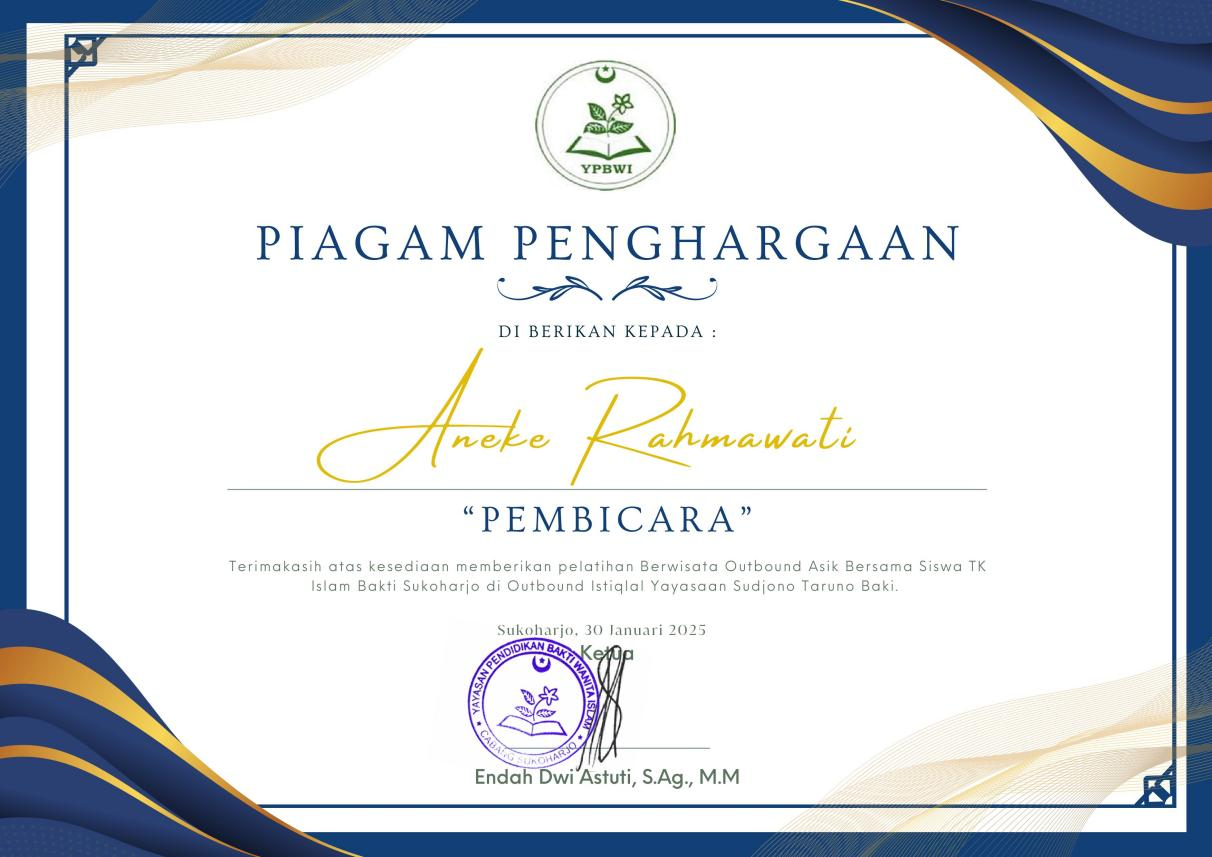 YPBWI
PIAGAM PENGHARGAAN
DI BERIKAN KEPADA :
Aneke Rahmawati
“PEMBICARA”
Terimakasih atas kesediaan memberikan pelatihan Berwisata Outbound Asik Bersama Siswa TK
Islam Bakti Sukoharjo di Outbound Istiqlal Yayasaan Sudjono Taruno Baki.
Sukoharjo, 30 Januari 2025
Ketua
YAYASAN PENDIDIKAN BAKTI WANITA ISLAM
CABANG SUKOHARJO
Endah Dwi Astuti, S.Ag., M.M